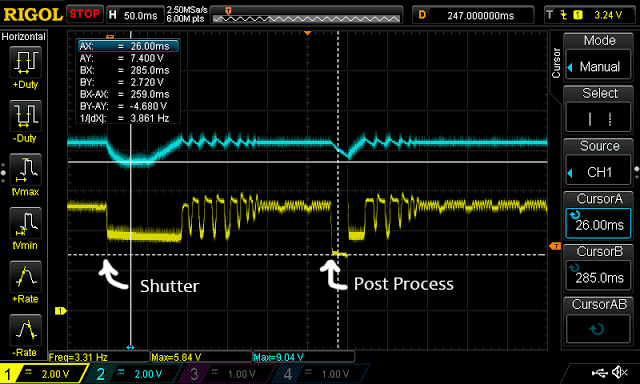 RIGOL STOP H 50.0ms 2.50MSa/s 6.00M pts D 247.000000ms T 1 3.24 V
Horizontal
+Duty
-Duty
tVmax
tVmin
+Rate
-Rate
AX: = 26.00ms
AY: = 7.400 V
BX: = 285.0ms
BY: = 2.720 V
BX-AX: = 259.0ms
BY-AY: = -4.680 V
1/|dX|: = 3.861 Hz
Shutter
Post Process
Cursor
Mode
Manual
Select
Source
CH1
CursorA
26.00ms
CursorB
285.0ms
CursorAB
Freq=3.31 Hz Max=5.84 V Max=9.04 V
1 = 2.00 V 2 = 2.00 V 3 = 1.00 V 4 = 1.00 V